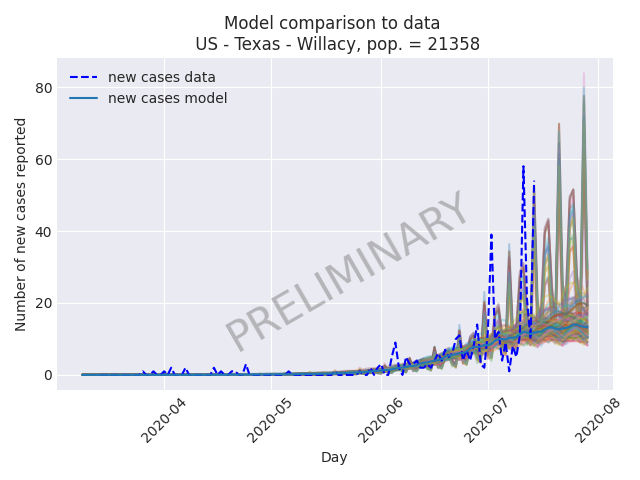 Model comparison to data
US - Texas - Willacy, pop. = 21358
new cases data
new cases model
Number of new cases reported
80
60
40
20
0
PRELIMINARY
2020-04
2020-05
2020-06
2020-07
2020-08
Day